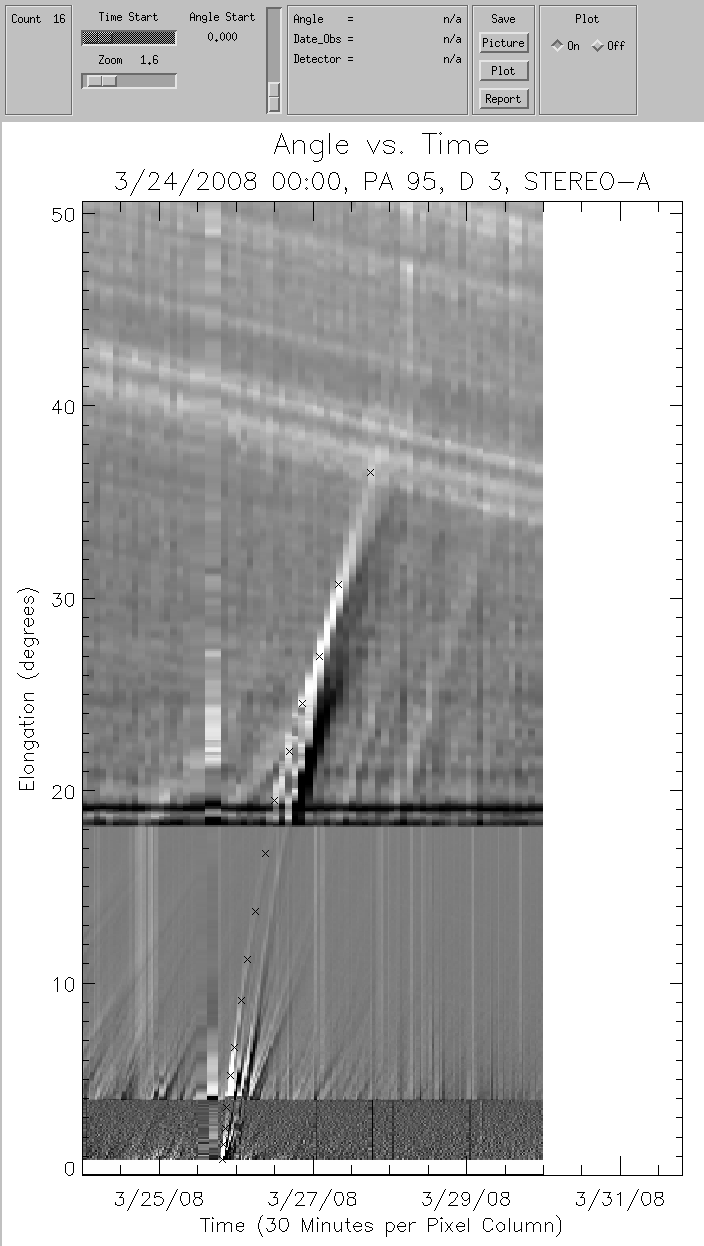 Count 16
Time Start
Zoom 1.6
Angle Start
0.000
Angle = n/a
Date_Obs = n/a
Detector = n/a
Save
Picture
Plot
Report
Plot
On Off
Angle vs. Time
3/24/2008 00:00, PA 95, D 3, STEREO-A
50
40
30
20
10
0
Elongation (degrees)
3/25/08 3/27/08 3/29/08 3/31/08
Time (30 Minutes per Pixel Column)